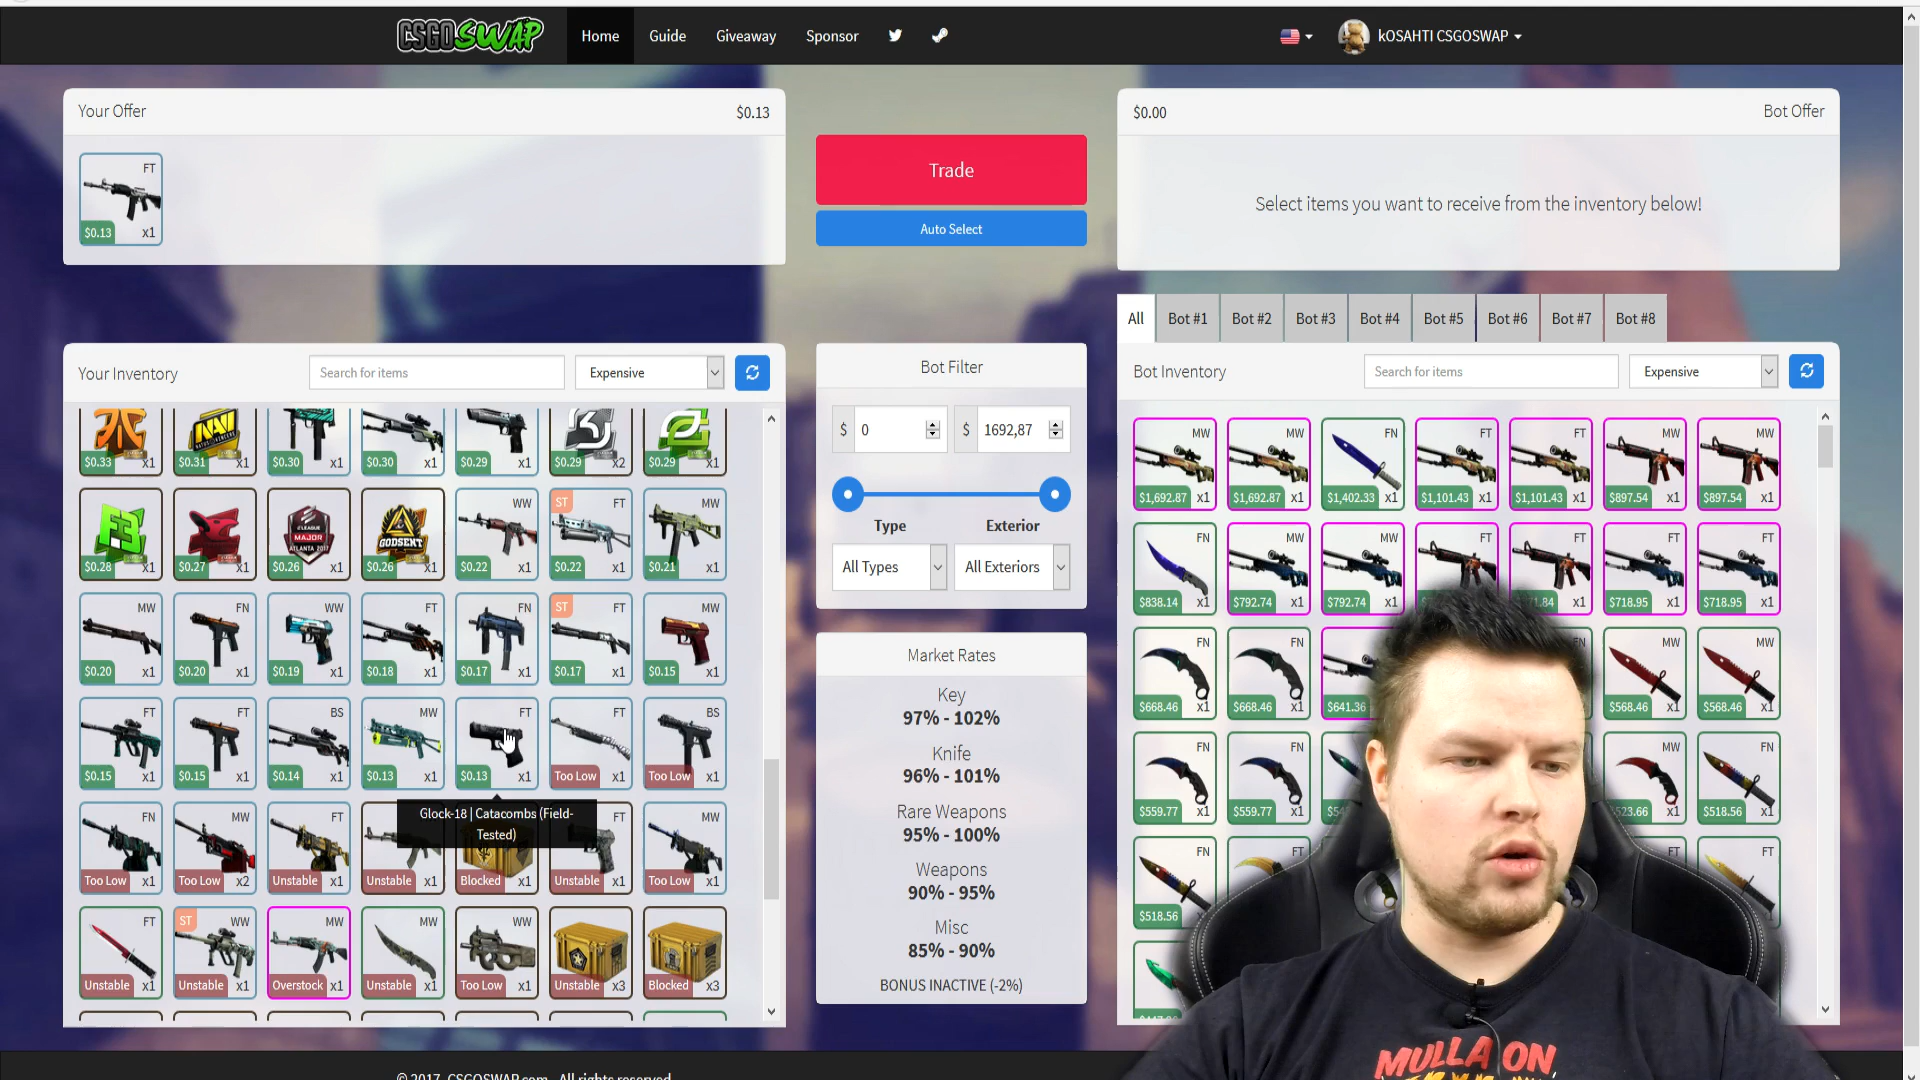 CSGOSWAP
Home
Guide
Giveaway
Sponsor
kOSAHTI CSGOSWAP
Your Offer
$0.13
FT
$0.13 x1
Trade
Auto Select
$0.00
Bot Offer
Select items you want to receive from the inventory below!
All
Bot #1
Bot #2
Bot #3
Bot #4
Bot #5
Bot #6
Bot #7
Bot #8
Your Inventory
Search for items
Expensive
$0.33 x1
$0.31 x1
$0.30 x1
$0.30 x1
$0.29 x1
$0.29 x2
$0.29 x1
$0.28 x1
$0.27 x1
ELEAGUE MAJOR ATLANTA 2017 $0.26 x1
GODSENT $0.26 x1
WW $0.22 x1
ST FT $0.22 x1
MW $0.21 x1
MW $0.20 x1
FN $0.20 x1
WW $0.19 x1
FT $0.18 x1
FN $0.17 x1
ST FT $0.17 x1
MW $0.15 x1
FT $0.15 x1
FT $0.15 x1
BS $0.14 x1
MW $0.13 x1
FT $0.13 x1
FT Too Low x1
BS Too Low x1
Glock-18 | Catacombs (Field-
Tested)
FN Too Low x1
MW Too Low x2
FT Unstable x1
Unstable x1
Blocked x1
Unstable x1
MW Too Low x1
FT Unstable x1
ST WW Unstable x1
MW Overstock x1
MW Unstable x1
WW Too Low x1
Unstable x3
Blocked x3
Bot Filter
$ 0
$ 1692,87
Type
Exterior
All Types
All Exteriors
Market Rates
Key
97% - 102%
Knife
96% - 101%
Rare Weapons
95% - 100%
Weapons
90% - 95%
Misc
85% - 90%
BONUS INACTIVE (-2%)
Bot Inventory
Search for items
Expensive
MW $1,692.87 x1
MW $1,692.87 x1
FN $1,402.33 x1
FT $1,101.43 x1
FT $1,101.43 x1
MW $897.54 x1
MW $897.54 x1
FN $838.14 x1
MW $792.74 x1
MW $792.74 x1
FT
FT x1
FT $718.95 x1
FT $718.95 x1
FN $668.46 x1
FN $668.46 x1
$641.36
MW $568.46 x1
MW $568.46 x1
FN $559.77 x1
FN $559.77 x1
MW x1
FN $518.56 x1
FN $518.56
FT
FT
FT
MULLA ON
© 2017, CSGOSWAP.com - All rights reserved